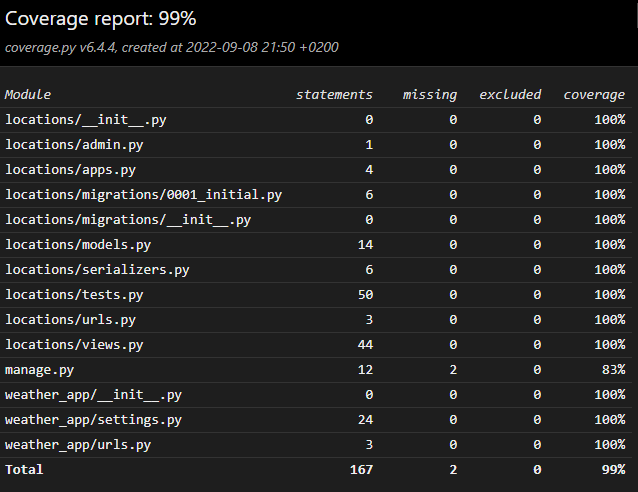 Coverage report: 99%
coverage.py v6.4.4, created at 2022-09-08 21:50 +0200
Module statements missing excluded coverage
locations/__init__.py 0 0 0 100%
locations/admin.py 1 0 0 100%
locations/apps.py 4 0 0 100%
locations/migrations/0001_initial.py 6 0 0 100%
locations/migrations/__init__.py 0 0 0 100%
locations/models.py 14 0 0 100%
locations/serializers.py 6 0 0 100%
locations/tests.py 50 0 0 100%
locations/urls.py 3 0 0 100%
locations/views.py 44 0 0 100%
manage.py 12 2 0 83%
weather_app/__init__.py 0 0 0 100%
weather_app/settings.py 24 0 0 100%
weather_app/urls.py 3 0 0 100%
Total 167 2 0 99%